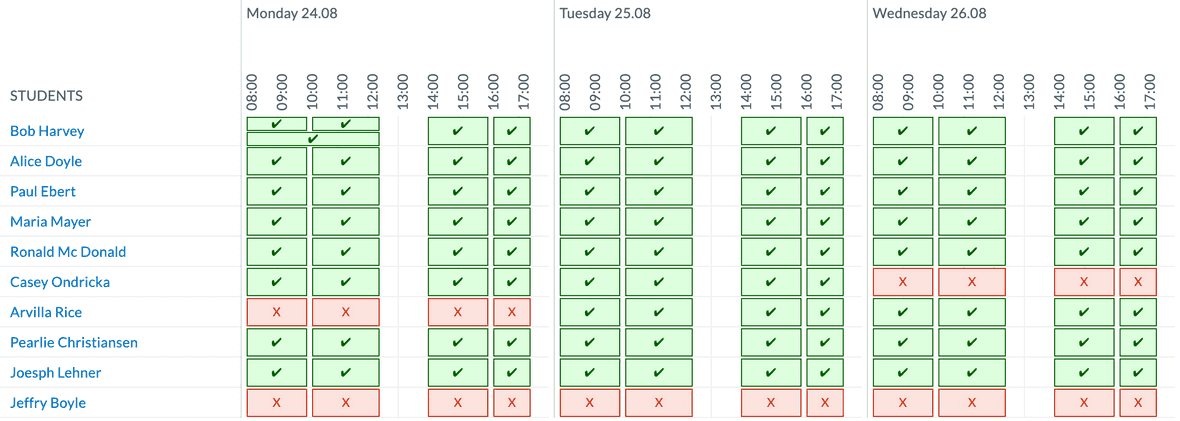 Monday 24.08 Tuesday 25.08 Wednesday 26.08
STUDENTS 08:00 09:00 10:00 11:00 12:00 13:00 14:00 15:00 16:00 17:00 08:00 09:00 10:00 11:00 12:00 13:00 14:00 15:00 16:00 17:00 08:00 09:00 10:00 11:00 12:00 13:00 14:00 15:00 16:00 17:00
Bob Harvey ✔ ✔ ✔ ✔ ✔ ✔ ✔ ✔ ✔ ✔ ✔ ✔
✔
Alice Doyle ✔ ✔ ✔ ✔ ✔ ✔ ✔ ✔ ✔ ✔ ✔ ✔
Paul Ebert ✔ ✔ ✔ ✔ ✔ ✔ ✔ ✔ ✔ ✔ ✔ ✔
Maria Mayer ✔ ✔ ✔ ✔ ✔ ✔ ✔ ✔ ✔ ✔ ✔ ✔
Ronald Mc Donald ✔ ✔ ✔ ✔ ✔ ✔ ✔ ✔ ✔ ✔ ✔ ✔
Casey Ondricka ✔ ✔ ✔ ✔ ✔ ✔ ✔ ✔ X X X X
Arvilla Rice X X X X ✔ ✔ ✔ ✔ ✔ ✔ ✔ ✔
Pearlie Christiansen ✔ ✔ ✔ ✔ ✔ ✔ ✔ ✔ ✔ ✔ ✔ ✔
Joesph Lehner ✔ ✔ ✔ ✔ ✔ ✔ ✔ ✔ ✔ ✔ ✔ ✔
Jeffry Boyle X X X X X X X X X X X X